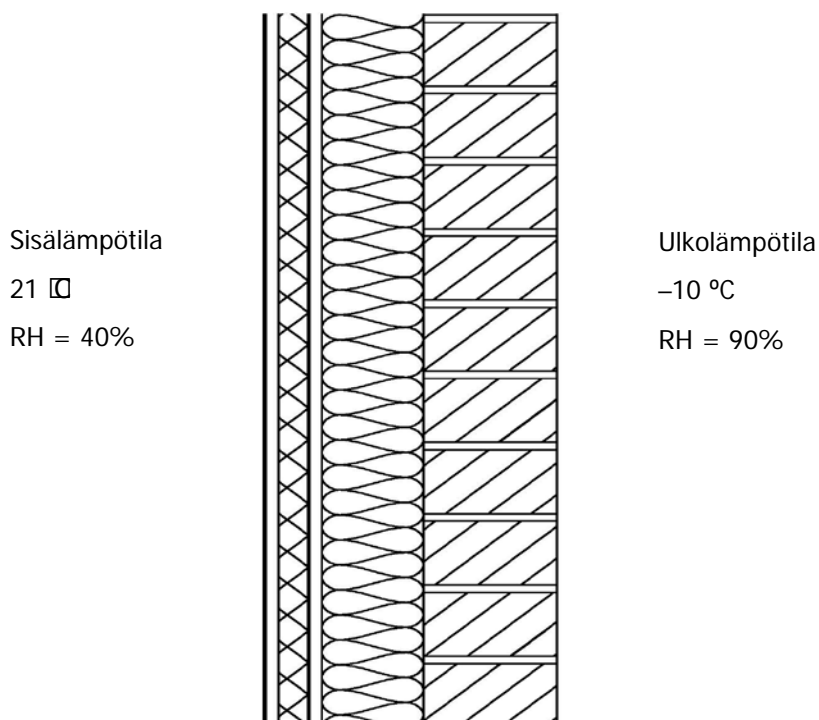 Sisälämpötila
21
RH = 40%
Ulkolämpötila
–10 ºC
RH = 90%